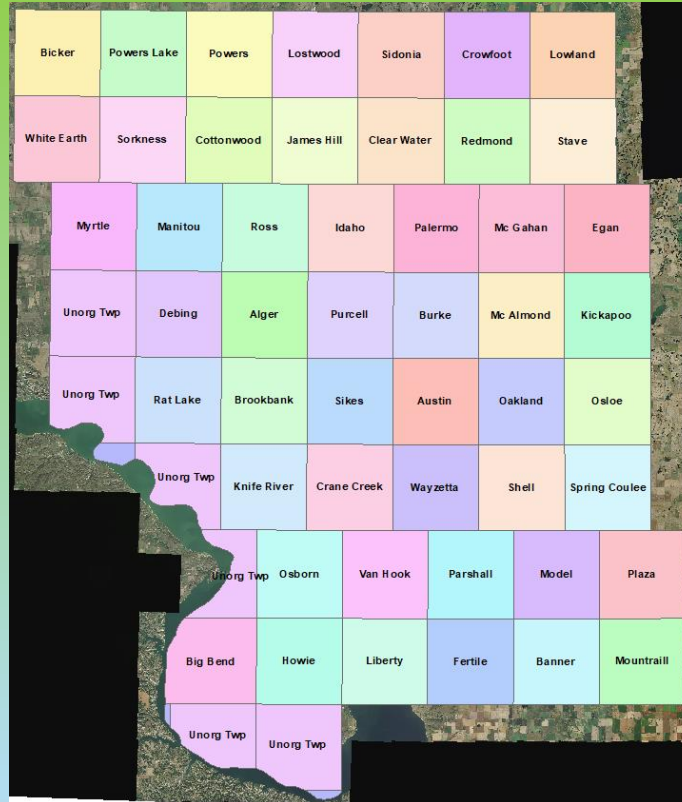 Bicker
Powers Lake
Powers
Lostwood
Sidonia
Crowfoot
Lowland
White Earth
Sorkness
Cottonwood
James Hill
Clear Water
Redmond
Stave
Myrtle
Manitou
Ross
Idaho
Palermo
Mc Gahan
Egan
Unorg Twp
Debing
Alger
Purcell
Burke
Mc Almond
Kickapoo
Unorg Twp
Rat Lake
Brookbank
Sikes
Austin
Oakland
Osloe
Unorg Twp
Knife River
Crane Creek
Wayzetta
Shell
Spring Coulee
Unorg Twp
Osborn
Van Hook
Parshall
Model
Plaza
Big Bend
Howie
Liberty
Fertile
Banner
Mountraill
Unorg Twp
Unorg Twp